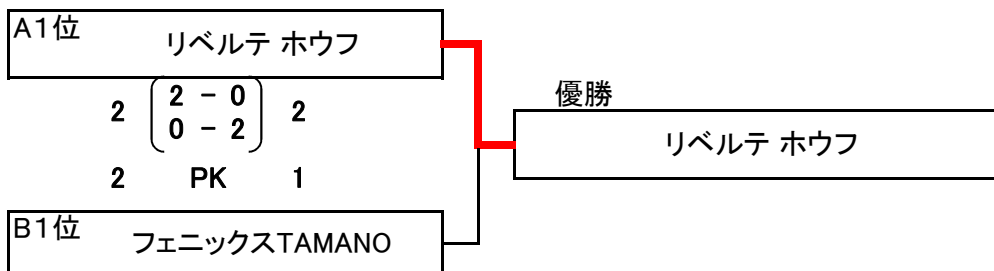 A1位
リベルテ ホウフ
2 - 0
2 2
0 - 2
2 PK 1
優勝
リベルテ ホウフ
B1位
フェニックスTAMANO